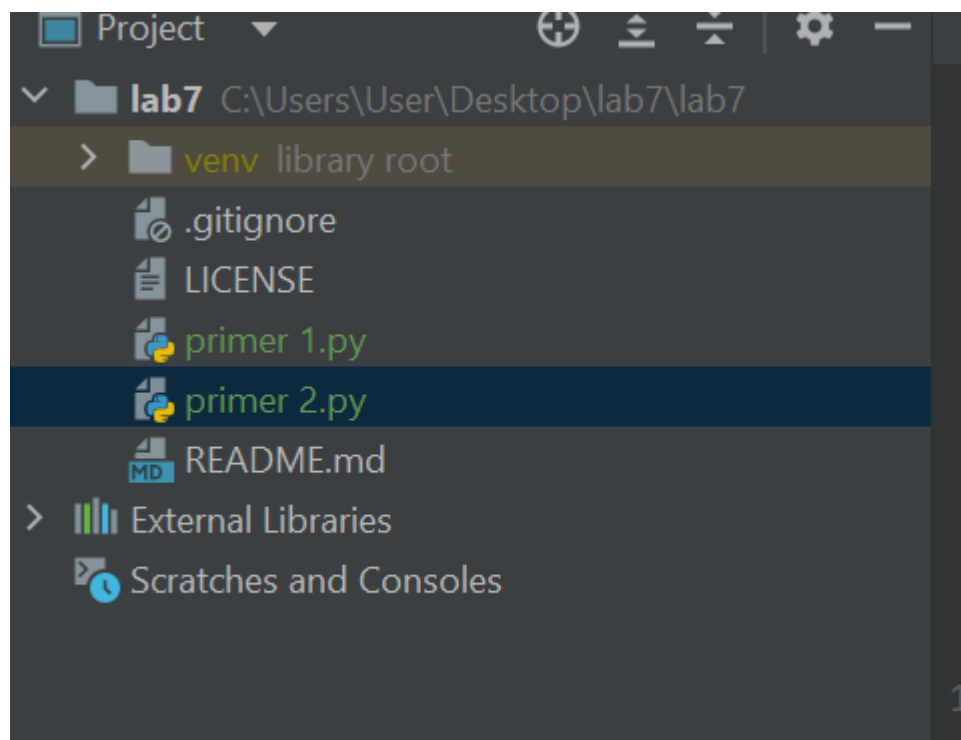 Project
lab7 C:\Users\User\Desktop\lab7\lab7
venv library root
.gitignore
LICENSE
primer 1.py
primer 2.py
MD README.md
External Libraries
Scratches and Consoles
1